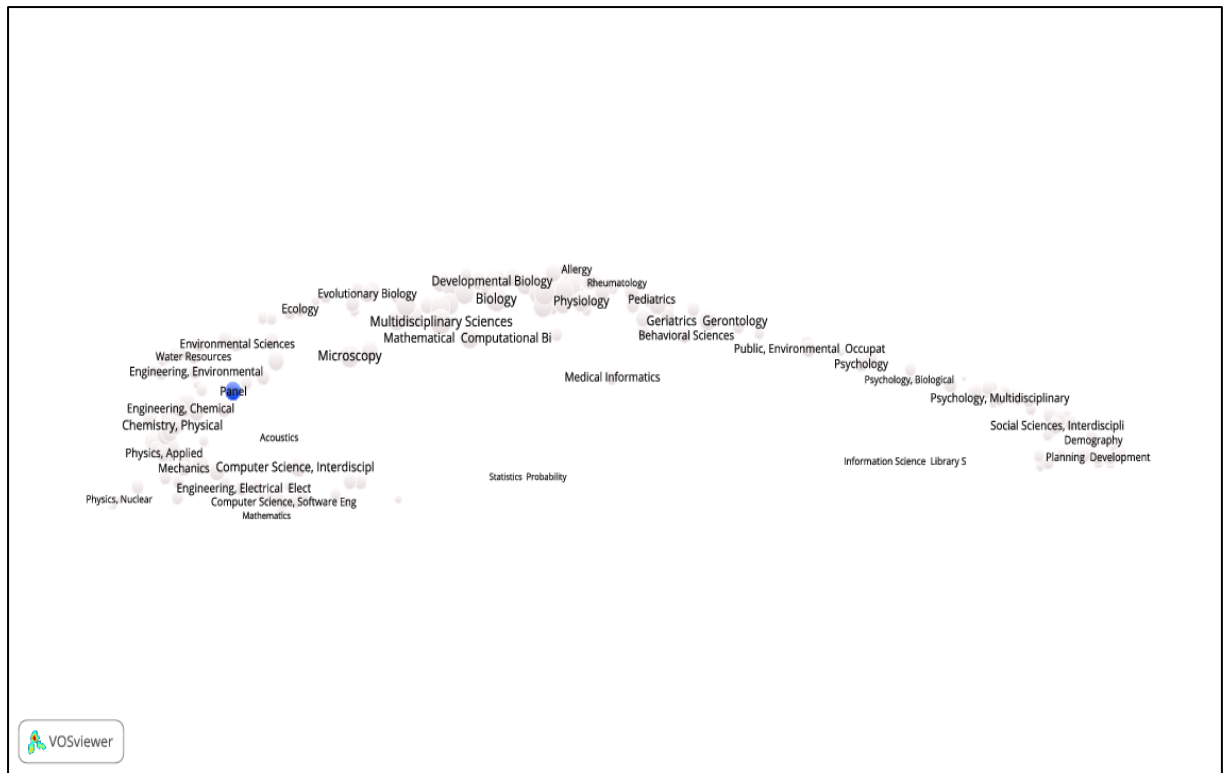 Allergy
Developmental Biology
Rheumatology
Evolutionary Biology
Biology
Physiology
Pediatrics
Ecology
Multidisciplinary Sciences
Geriatrics Gerontology
Mathematical Computational Bi
Behavioral Sciences
Environmental Sciences
Public, Environmental Occupat
Water Resources
Microscopy
Psychology
Engineering, Environmental
Medical Informatics
Psychology, Biological
Panel
Psychology, Multidisciplinary
Engineering, Chemical
Chemistry, Physical
Social Sciences, Interdiscipli
Acoustics
Demography
Physics, Applied
Planning Development
Information Science Library S
Mechanics
Computer Science, Interdiscipl
Statistics Probability
Engineering, Electrical Elect
Physics, Nuclear
Computer Science, Software Eng
Mathematics
VOSviewer